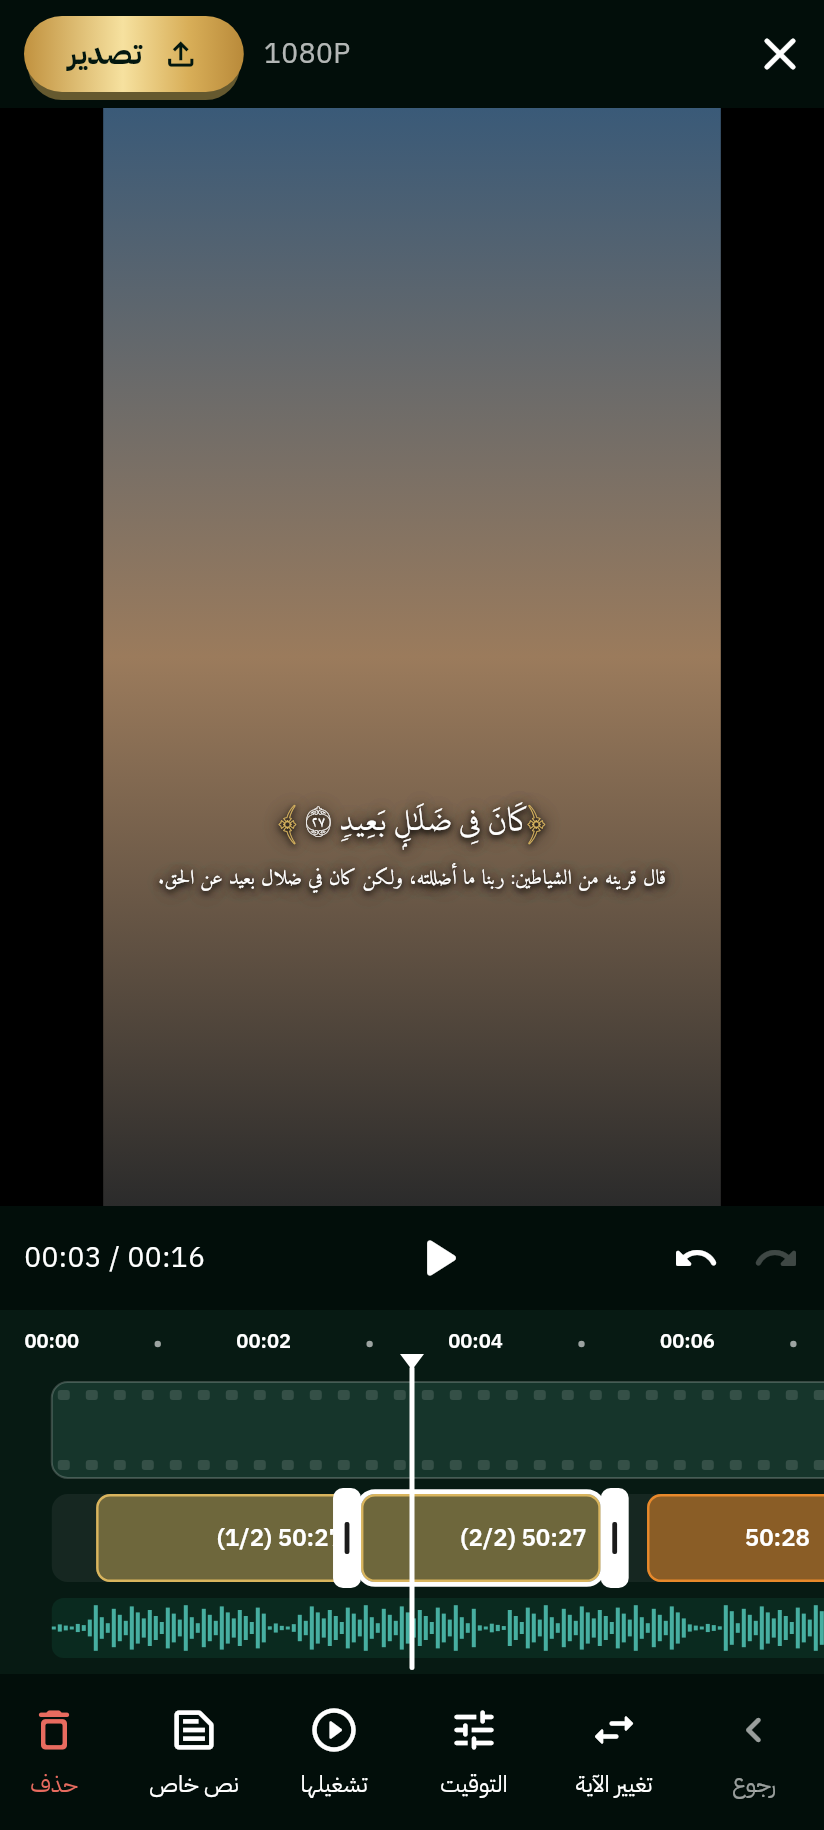 تصدير
1080P
﴿كَانَ فِى ضَلَـٰلٍۭ بَعِيدٍۢ ٢٧﴾
قال قرينه من الشياطين: ربنا ما أضللته، ولكن كان في ضلال بعيد عن الحق.
00:03 / 00:16
00:00 00:02 00:04 00:06
(1/2) 50:27 (2/2) 50:27 50:28
رجوع تغيير الآية التوقيت تشغيلها نص خاص حذف